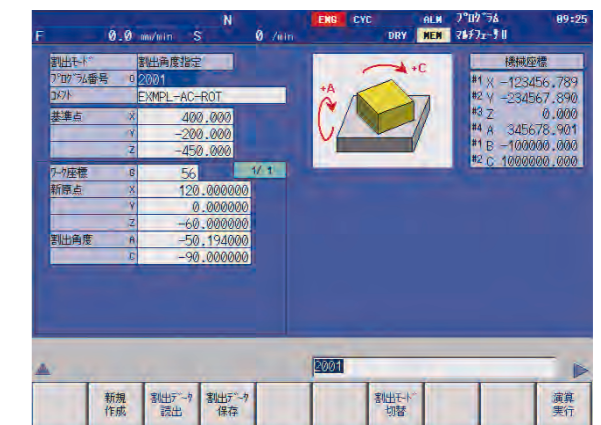 N ENG CYC ALM プログラム 09:25
F 0.0 mm/min S 0 /min DRY MEM マルチフェーダⅡ
割出モード 割出角度指定
プログラム番号 O 2001
コメント EXMPL-AC-ROT
基準点 X 400.000
Y -200.000
Z -450.000
ワーク座標 G 56 1/ 1
新原点 X 120.000000
Y 0.000000
Z -60.000000
割出角度 A -50.194000
C -90.000000
+C
+A
機械座標
#1 X -123456.789
#2 Y -234567.890
#3 Z 0.000
#4 A 345678.901
#1 B -100000.000
#2 C 1000000.000
2001
新規
作成
割出データ
読出
割出データ
保存
割出モード
切替
演算
実行